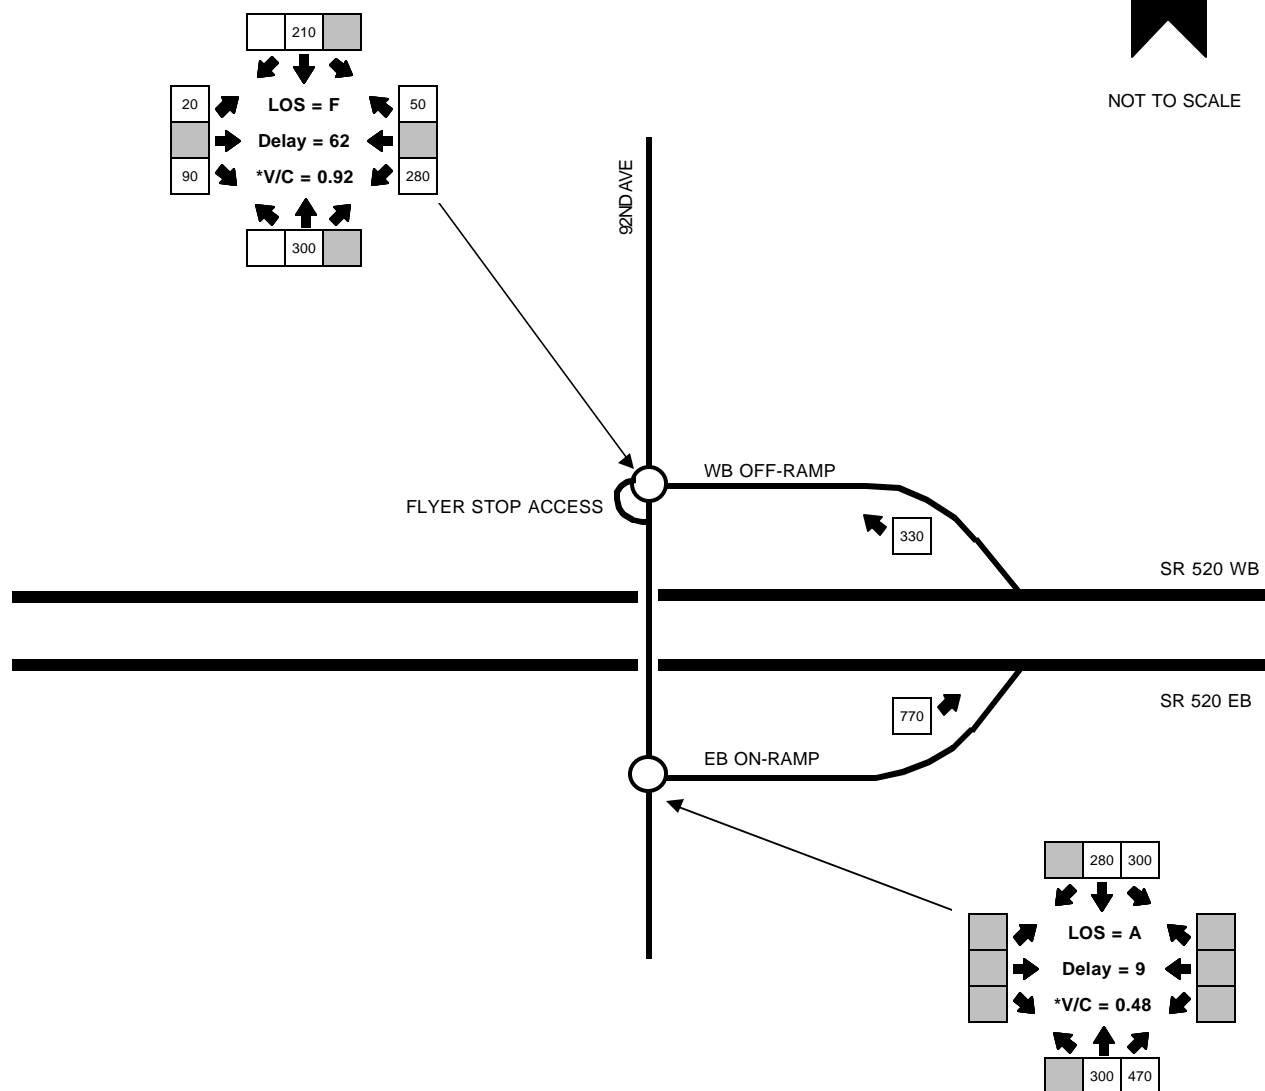 210
20 LOS = F 50
Delay = 62
90 *V/C = 0.92 280
300
NOT TO SCALE
92ND AVE
WB OFF-RAMP
FLYER STOP ACCESS
330
SR 520 WB
770
SR 520 EB
EB ON-RAMP
280 300
LOS = A
Delay = 9
*V/C = 0.48
300 470